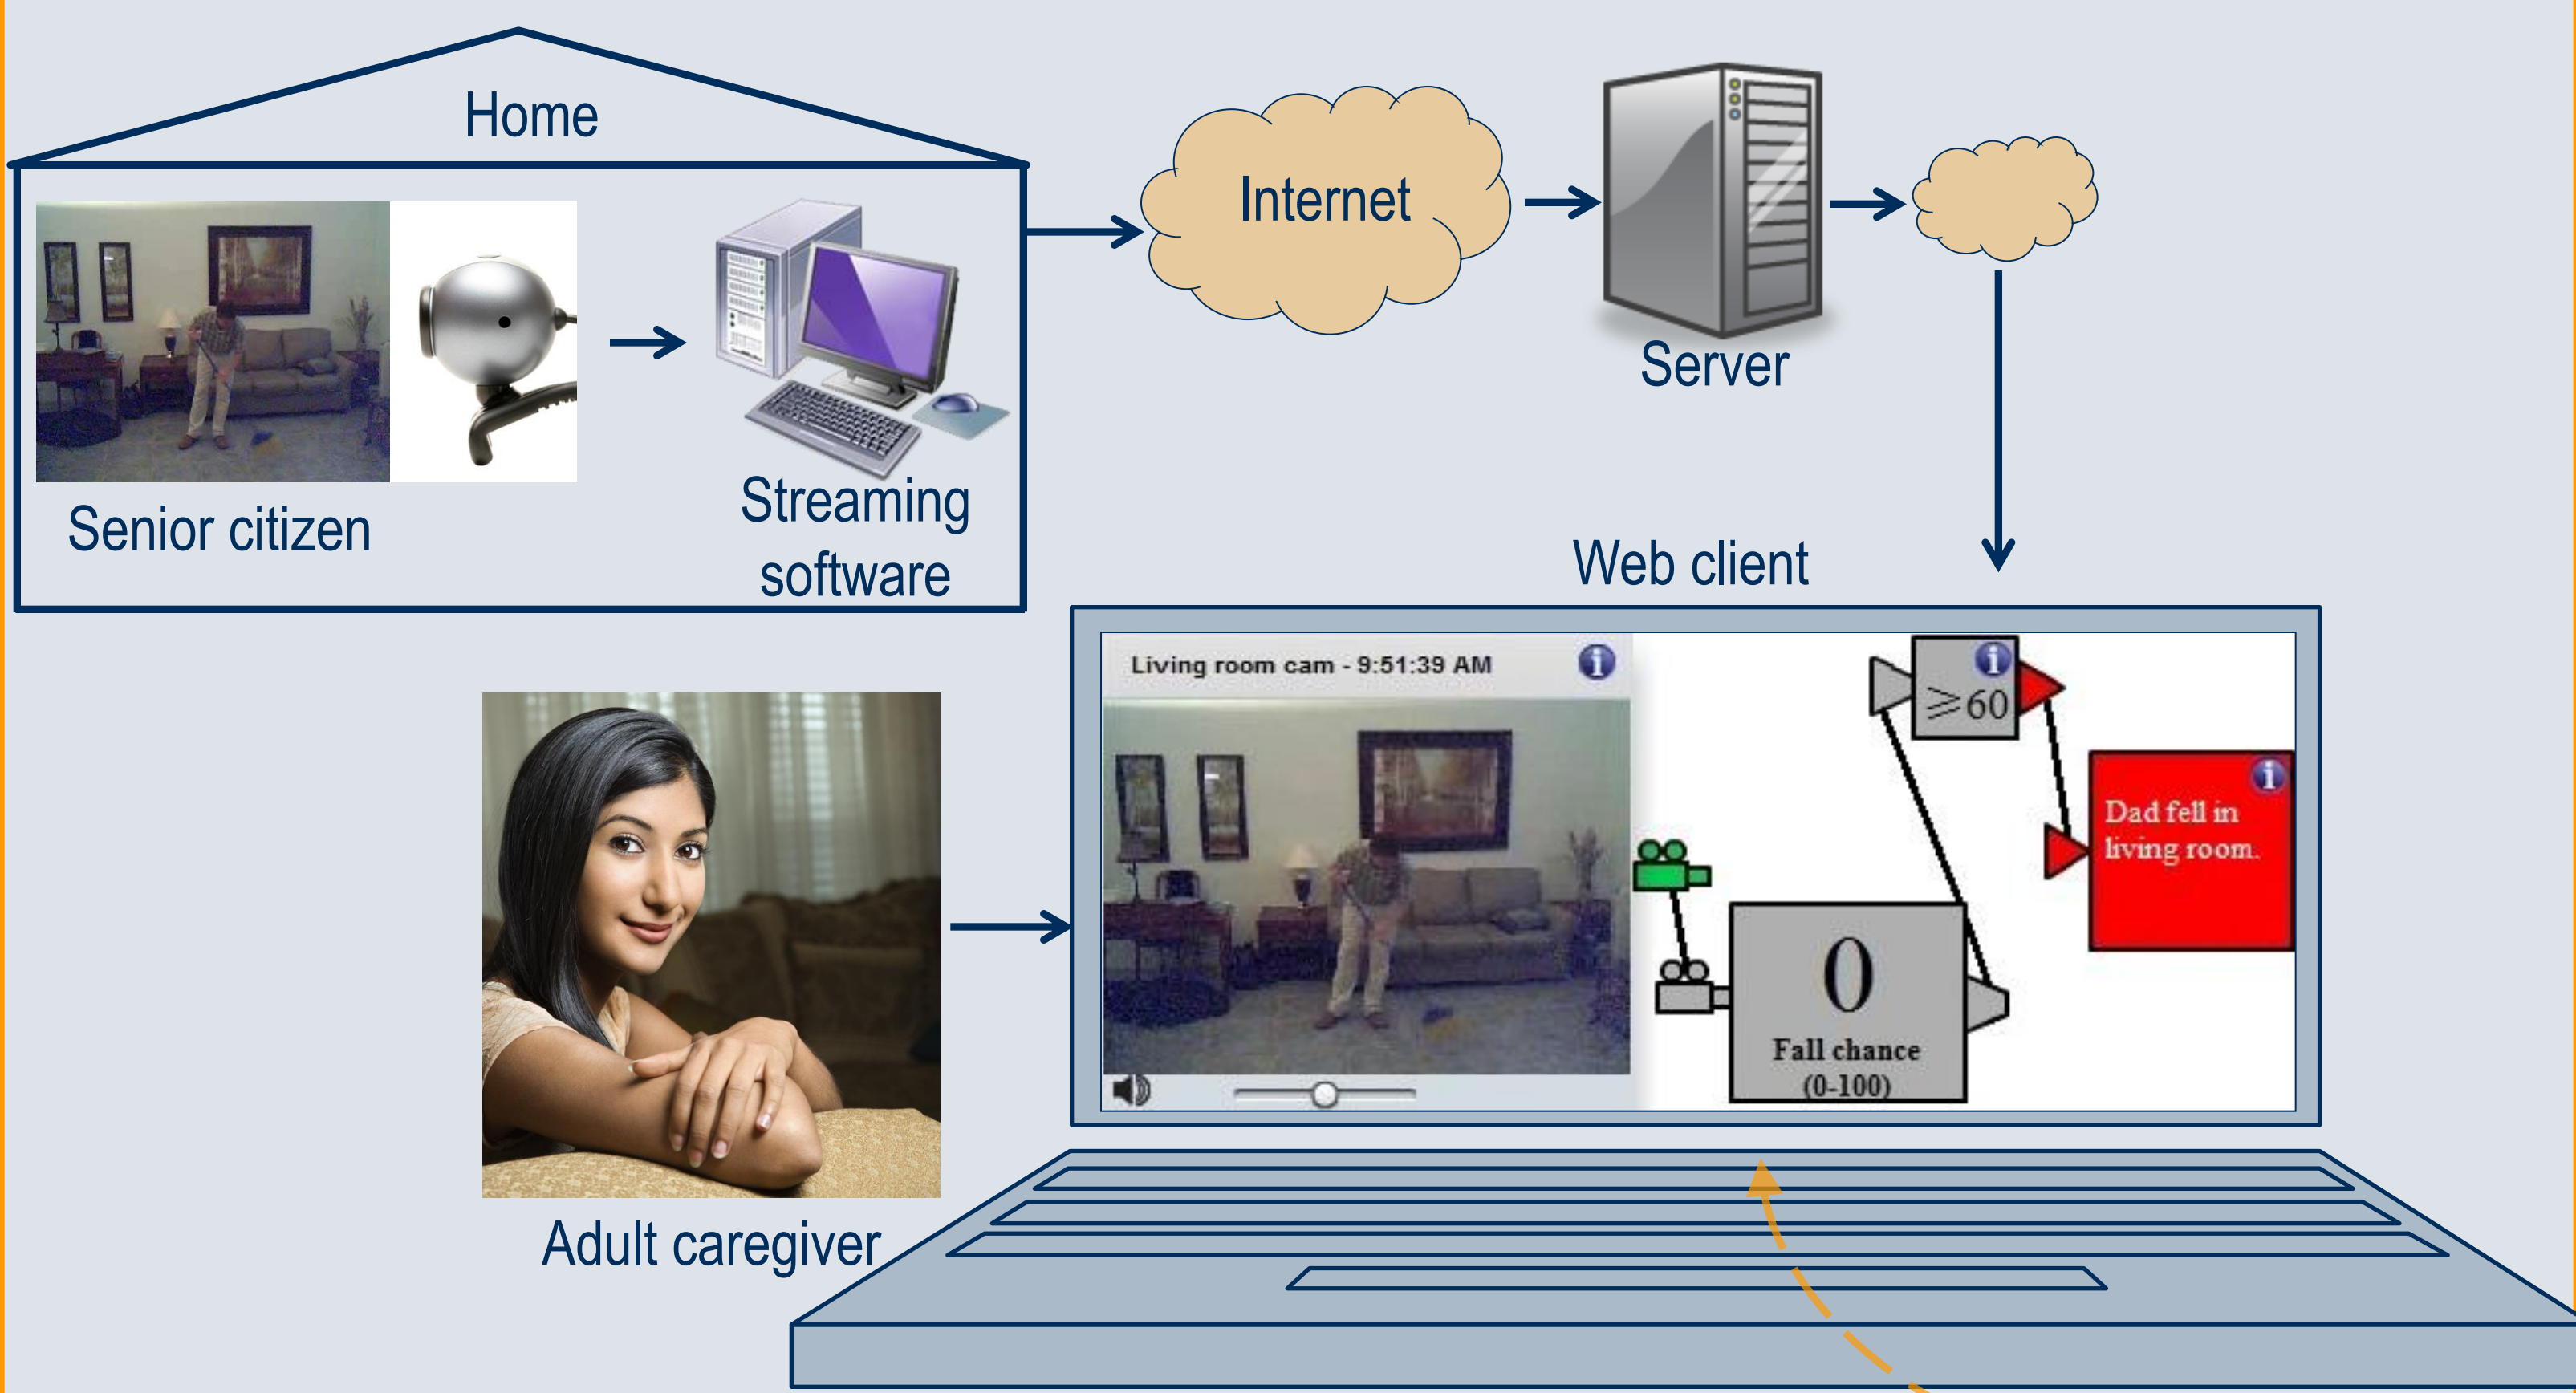 Home
Internet
Server
Senior citizen
Streaming
software
Web client
Living room cam - 9:51:39 AM
i
i
≥60
i
Dad fell in
living room.
0
Fall chance
(0-100)
Adult caregiver